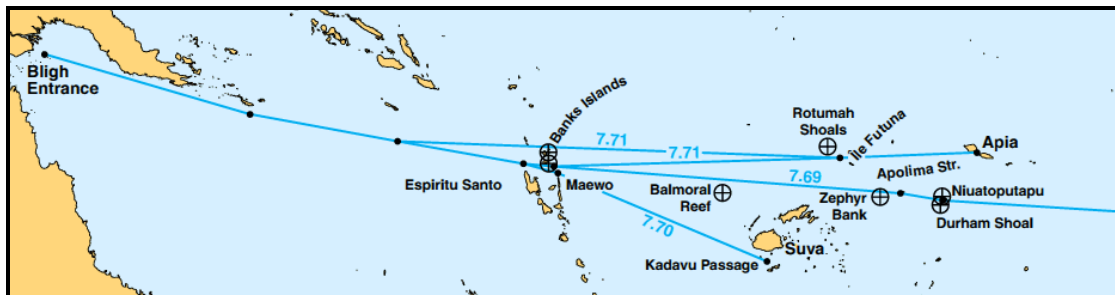 Bligh
Entrance
Banks Islands
7.71
7.71
Rotumah
Shoals
Île Futuna
Apia
Apolima Str.
Espiritu Santo
Maewo
7.69
Balmoral
Reef
Zephyr
Bank
Niuatoputapu
Durham Shoal
7.70
Suva
Kadavu Passage